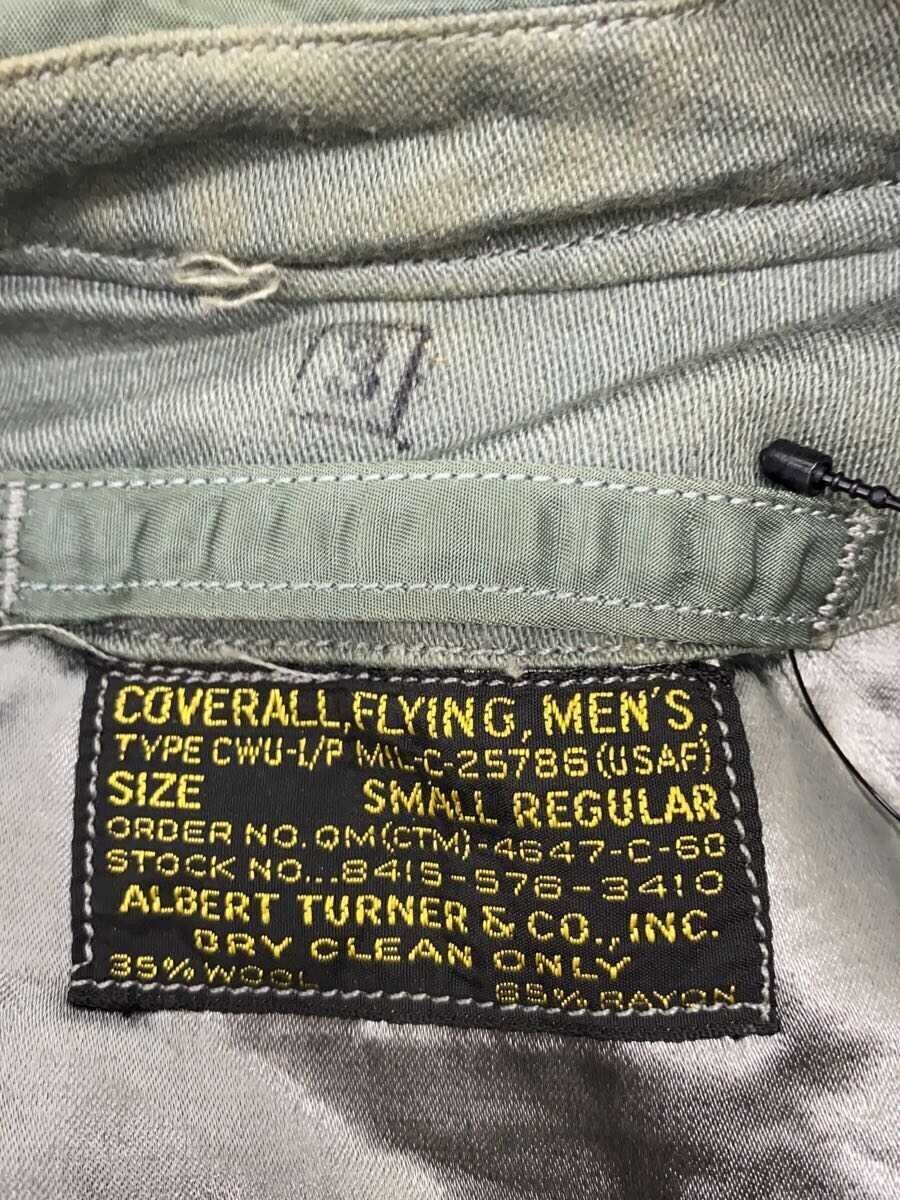 3
COVERALL, FLYING, MEN'S,
TYPE CWU-1/P MIL-C-25786 (USAF)
SIZE SMALL REGULAR
ORDER NO. QM(CTM)-4647-C-60
STOCK NO...8415-576-3410
ALBERT TURNER & CO., INC.
DRY CLEAN ONLY
35% WOOL 65% RAYON